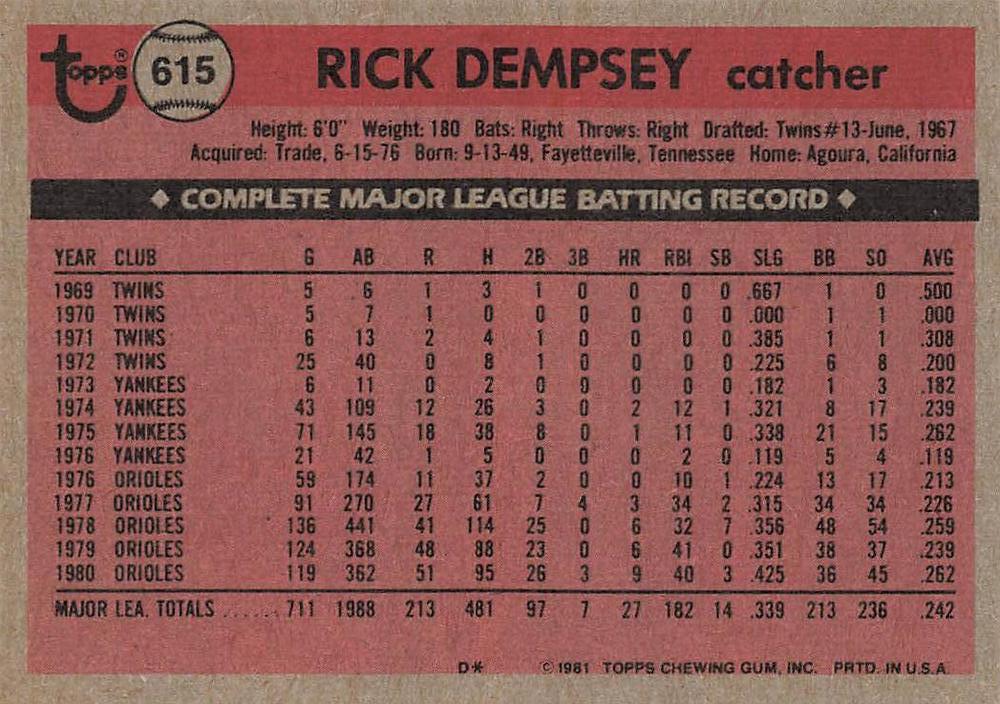 Topps® 615 RICK DEMPSEY catcher
Height: 6'0" Weight: 180 Bats: Right Throws: Right Drafted: Twins #13-June, 1967
Acquired: Trade, 6-15-76 Born: 9-13-49, Fayetteville, Tennessee Home: Agoura, California
◆ COMPLETE MAJOR LEAGUE BATTING RECORD ◆
YEAR CLUB G AB R H 2B 3B HR RBI SB SLG BB SO AVG
1969 TWINS 5 6 1 3 1 0 0 0 0 .667 1 0 .500
1970 TWINS 5 7 1 0 0 0 0 0 0 .000 1 1 .000
1971 TWINS 6 13 2 4 1 0 0 0 0 .385 1 1 .308
1972 TWINS 25 40 0 8 1 0 0 0 0 .225 6 8 .200
1973 YANKEES 6 11 0 2 0 0 0 0 0 .182 1 3 .182
1974 YANKEES 43 109 12 26 3 0 2 12 1 .321 8 17 .239
1975 YANKEES 71 145 18 38 8 0 1 11 0 .338 21 15 .262
1976 YANKEES 21 42 1 5 0 0 0 2 0 .119 5 4 .119
1976 ORIOLES 59 174 11 37 2 0 0 10 1 .224 13 17 .213
1977 ORIOLES 91 270 27 61 7 4 3 34 2 .315 34 34 .226
1978 ORIOLES 136 441 41 114 25 0 6 32 7 .356 48 54 .259
1979 ORIOLES 124 368 48 88 23 0 6 41 0 .351 38 37 .239
1980 ORIOLES 119 362 51 95 26 3 9 40 3 .425 36 45 .262
MAJOR LEA. TOTALS ...... 711 1988 213 481 97 7 27 182 14 .339 213 236 .242
D* © 1981 TOPPS CHEWING GUM, INC. PRTD. IN U.S.A.